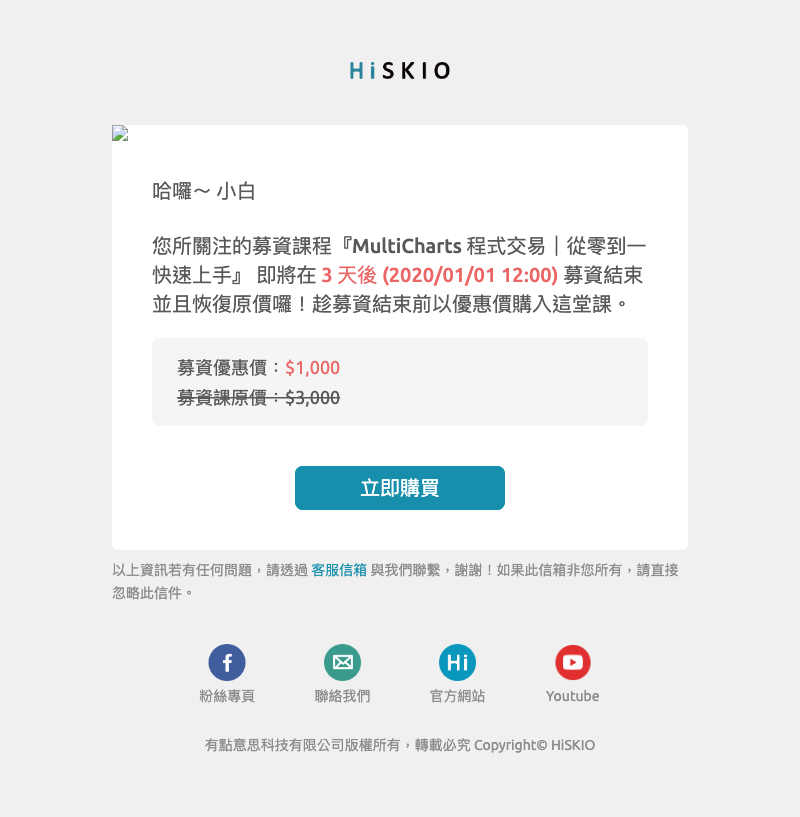 HiSKIO
哈囉～ 小白
您所關注的募資課程『MultiCharts 程式交易｜從零到一
快速上手』 即將在 3 天後 (2020/01/01 12:00) 募資結束
並且恢復原價囉！趁募資結束前以優惠價購入這堂課。
募資優惠價：$1,000
募資課原價：$3,000
立即購買
以上資訊若有任何問題，請透過 客服信箱 與我們聯繫，謝謝！如果此信箱非您所有，請直接
忽略此信件。
Hi
粉絲專頁 聯絡我們 官方網站 Youtube
有點意思科技有限公司版權所有，轉載必究 Copyright© HiSKIO